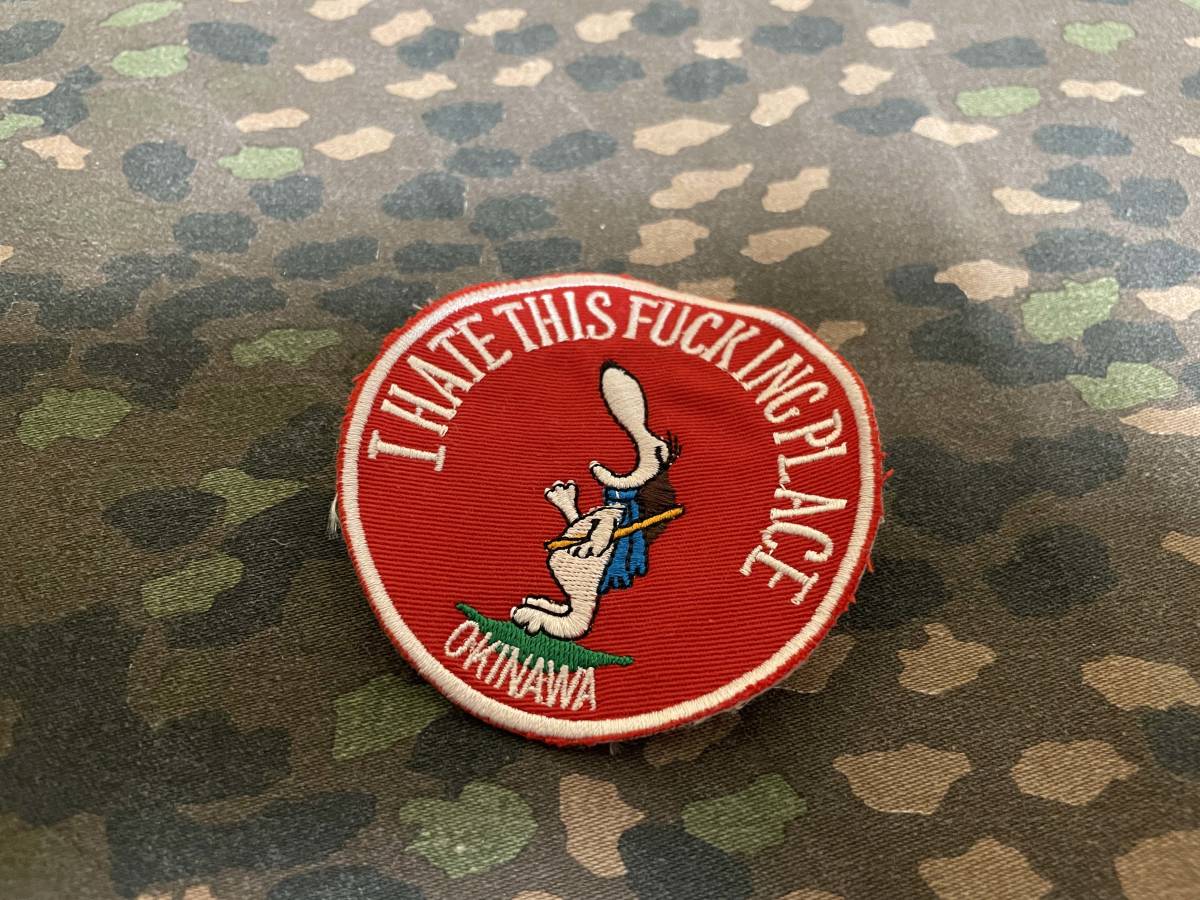 I HATE THIS FUCKING PLACE
OKINAWA